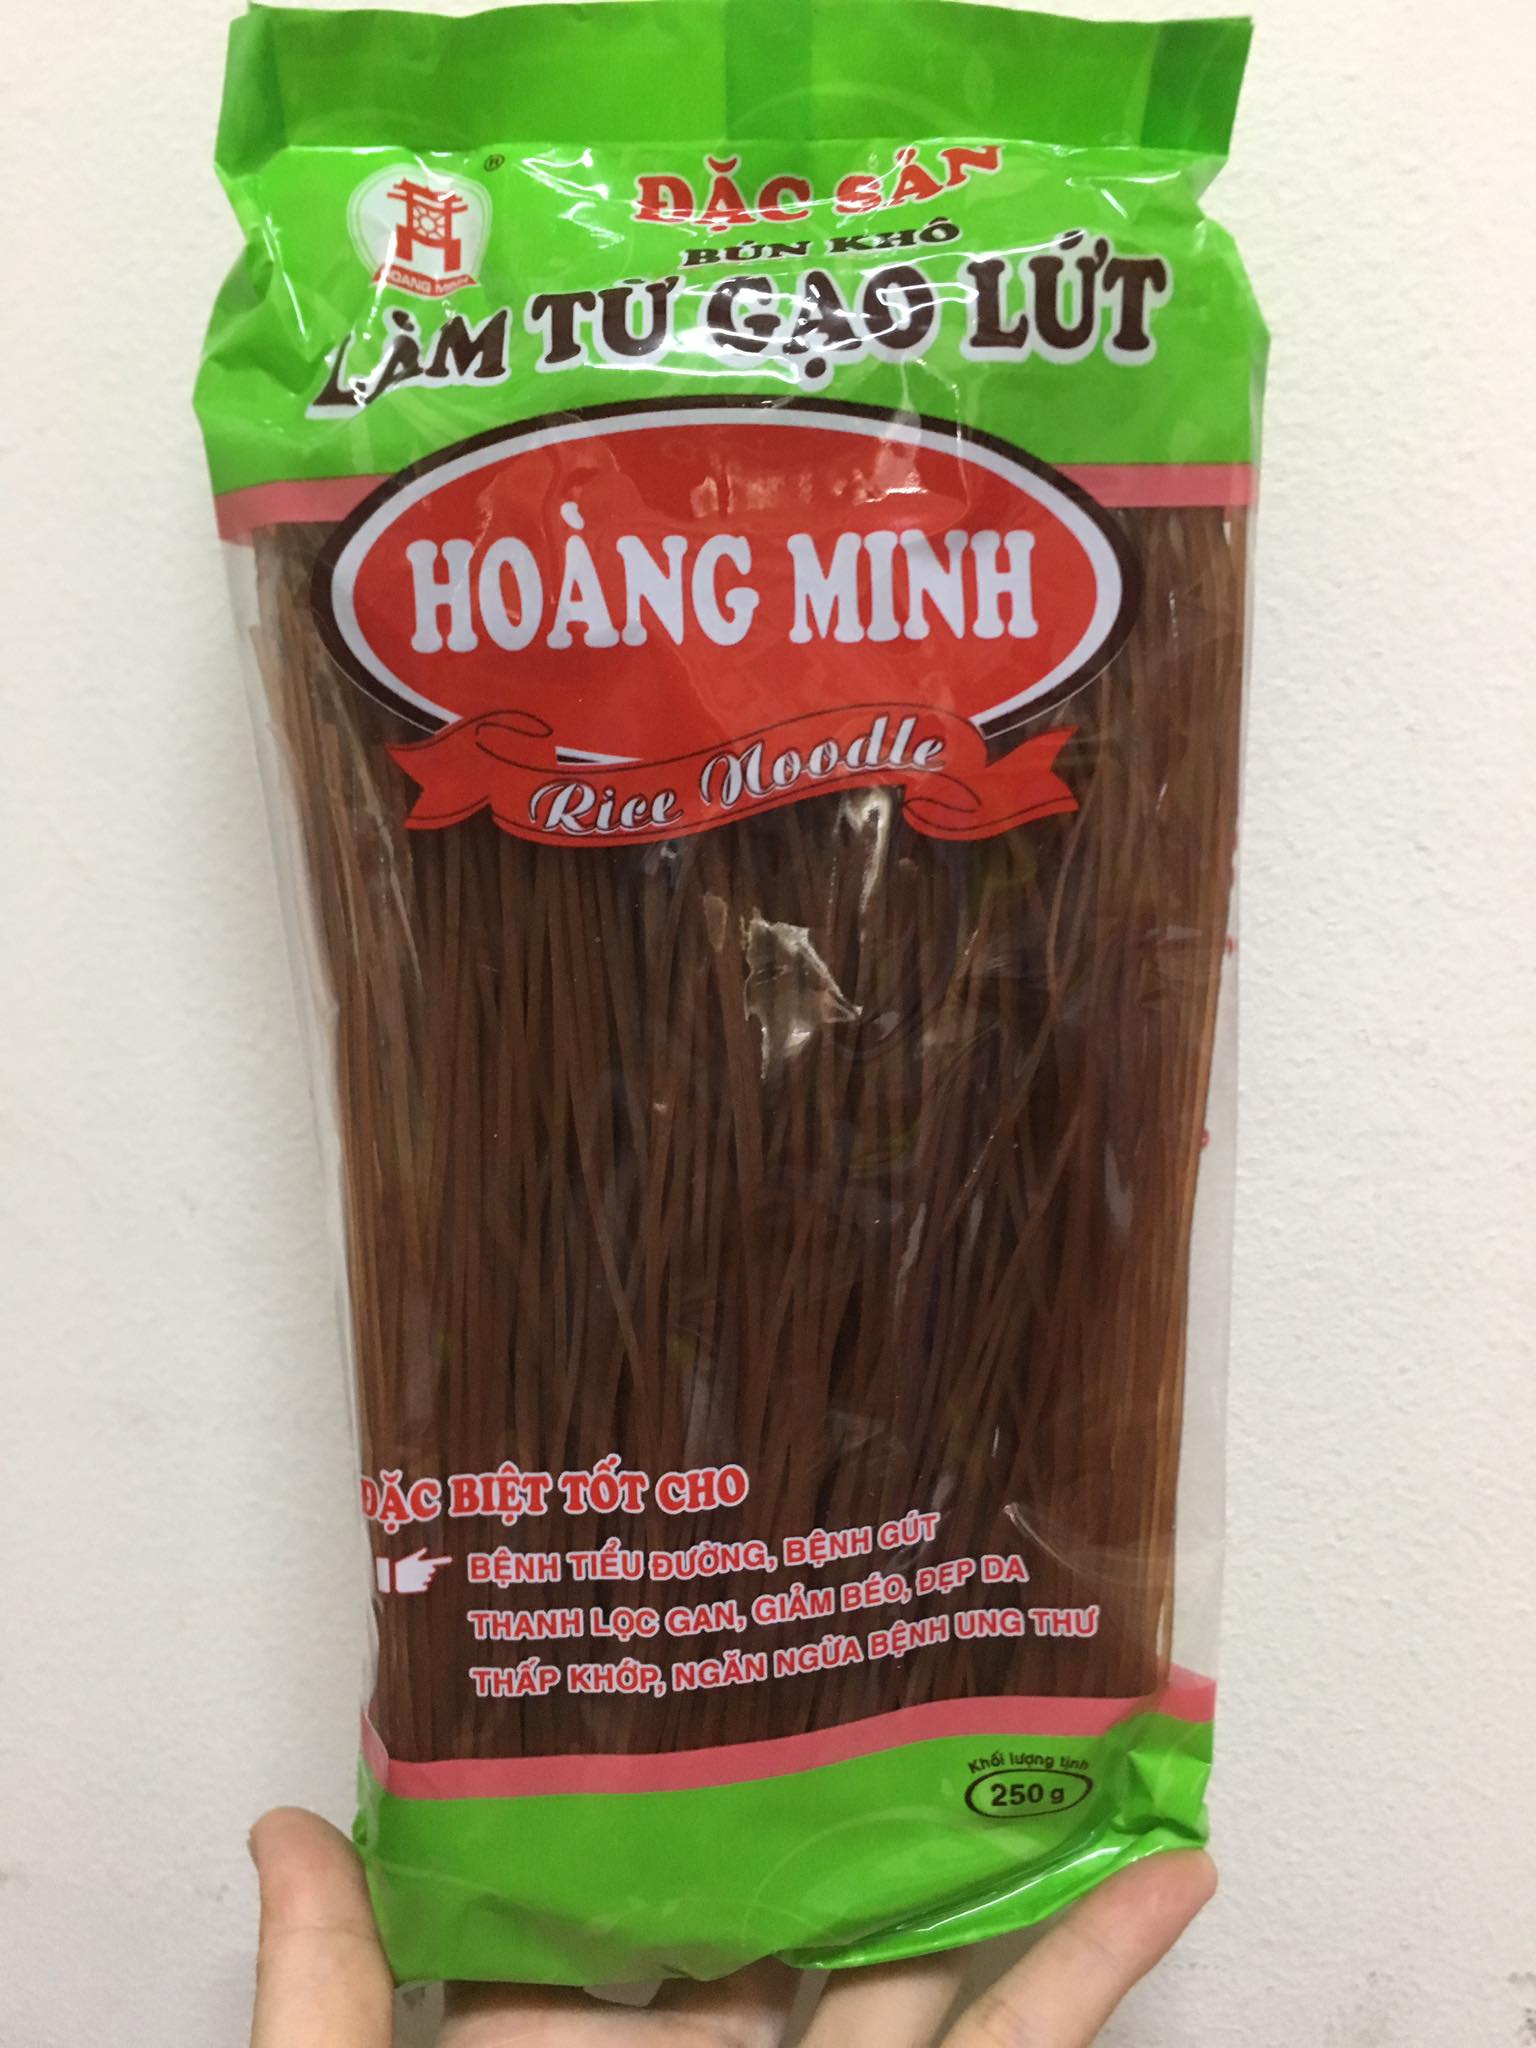 ®
HOANG MINH
ĐẶC SẢN
BÚN KHÔ
LÀM TỪ GẠO LỨT
HOÀNG MINH
Rice Noodle
ĐẶC BIỆT TỐT CHO
BỆNH TIỂU ĐƯỜNG, BỆNH GÚT
THANH LỌC GAN, GIẢM BÉO, ĐẸP DA
THẤP KHỚP, NGĂN NGỪA BỆNH UNG THƯ
Khối lượng tịnh
250 g